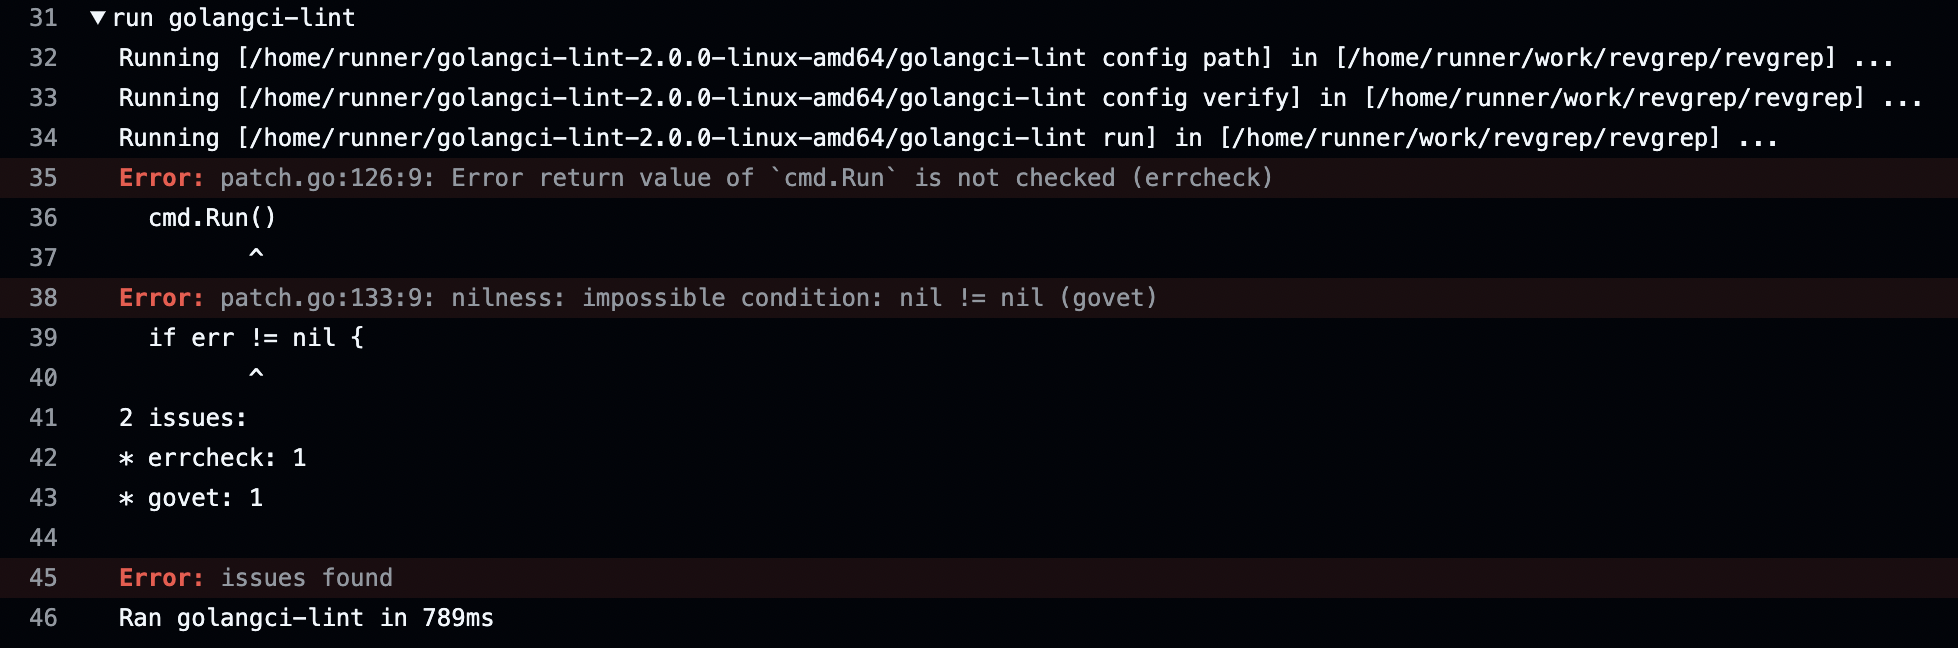 31 ▼ run golangci-lint
32 Running [/home/runner/golangci-lint-2.0.0-linux-amd64/golangci-lint config path] in [/home/runner/work/revgrep/revgrep] ...
33 Running [/home/runner/golangci-lint-2.0.0-linux-amd64/golangci-lint config verify] in [/home/runner/work/revgrep/revgrep] ...
34 Running [/home/runner/golangci-lint-2.0.0-linux-amd64/golangci-lint run] in [/home/runner/work/revgrep/revgrep] ...
35 Error: patch.go:126:9: Error return value of `cmd.Run` is not checked (errcheck)
36 cmd.Run()
37 ^
38 Error: patch.go:133:9: nilness: impossible condition: nil != nil (govet)
39 if err != nil {
40 ^
41 2 issues:
42 * errcheck: 1
43 * govet: 1
44
45 Error: issues found
46 Ran golangci-lint in 789ms